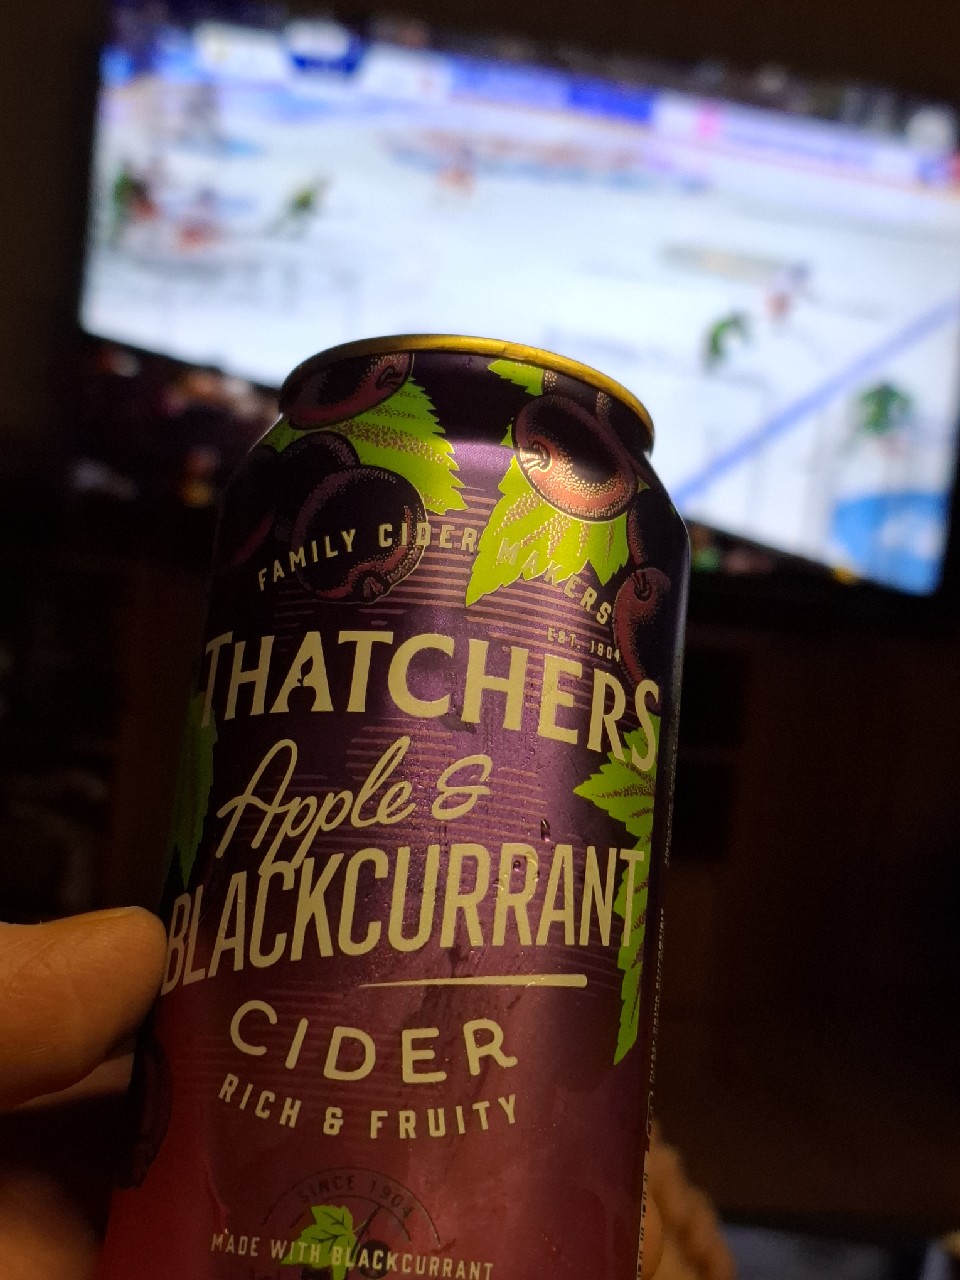 FAMILY CIDER MAKERS
EST. 1904
THATCHERS
Apple &
BLACKCURRANT
CIDER
RICH & FRUITY
SINCE 1904
MADE WITH BLACKCURRANT